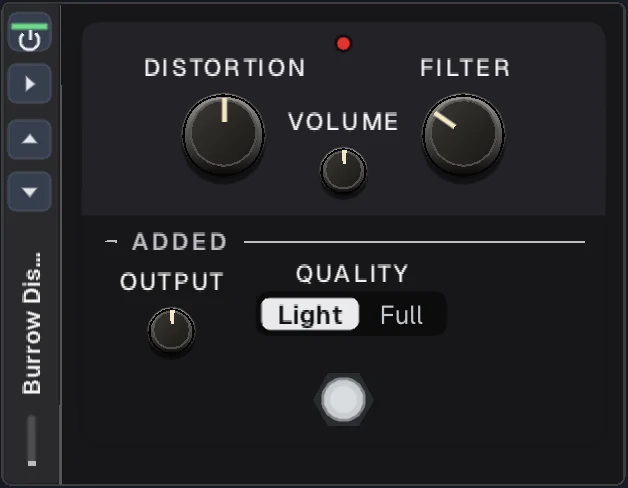 DISTORTION
FILTER
VOLUME
ADDED
OUTPUT
QUALITY
Light
Full
Burrow Dis...